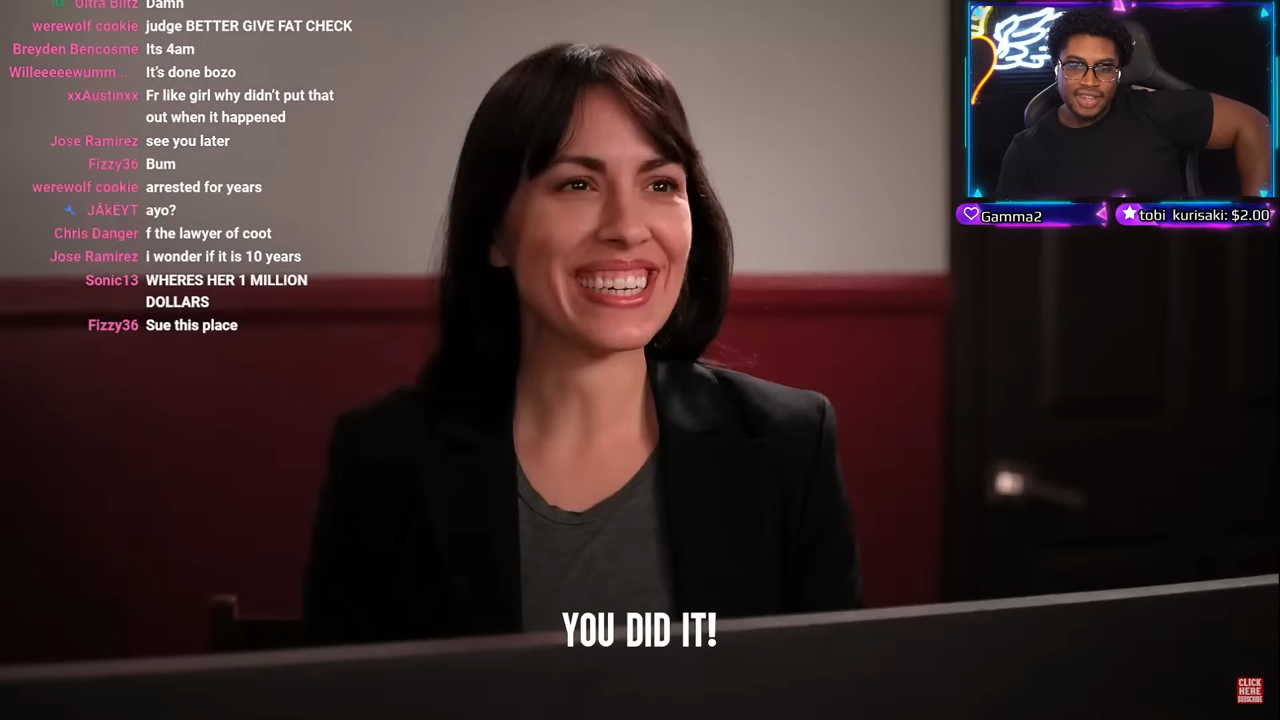 Ultra Blitz Damn
werewolf cookie judge BETTER GIVE FAT CHECK
Breyden Bencosme Its 4am
Willeeeeewumm... It's done bozo
xxAustinxx Fr like girl why didn't put that
out when it happened
Jose Ramirez see you later
Fizzy36 Bum
werewolf cookie arrested for years
JÃkÉYT ayo?
Chris Danger f the lawyer of coot
Jose Ramirez i wonder if it is 10 years
Sonic13 WHERES HER 1 MILLION
DOLLARS
Fizzy36 Sue this place
Gamma2
tobi_kurisaki: $2.00
YOU DID IT!
CLICK
HERE
SUBSCRIBE